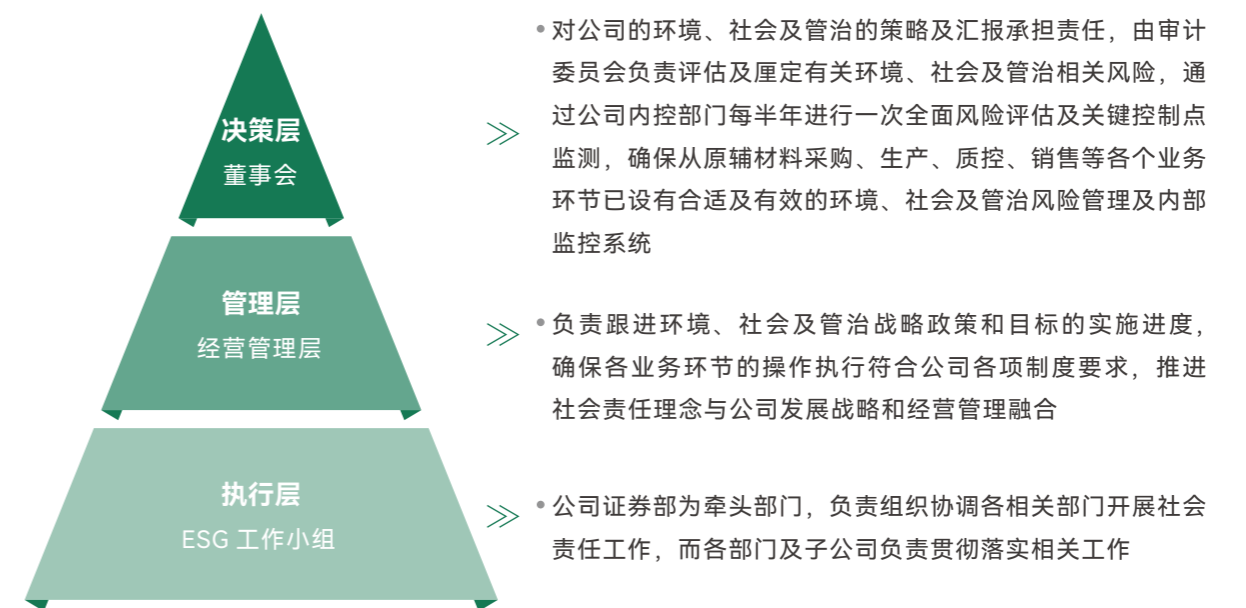 决策层
董事会
• 对公司的环境、社会及管治的策略及汇报承担责任，由审计
委员会负责评估及厘定有关环境、社会及管治相关风险，通
过公司内控部门每半年进行一次全面风险评估及关键控制点
监测，确保从原辅材料采购、生产、质控、销售等各个业务
环节已设有合适及有效的环境、社会及管治风险管理及内部
监控系统
管理层
经营管理层
• 负责跟进环境、社会及管治战略政策和目标的实施进度，
确保各业务环节的操作执行符合公司各项制度要求，推进
社会责任理念与公司发展战略和经营管理融合
执行层
ESG 工作小组
• 公司证券部为牵头部门，负责组织协调各相关部门开展社会
责任工作，而各部门及子公司负责贯彻落实相关工作